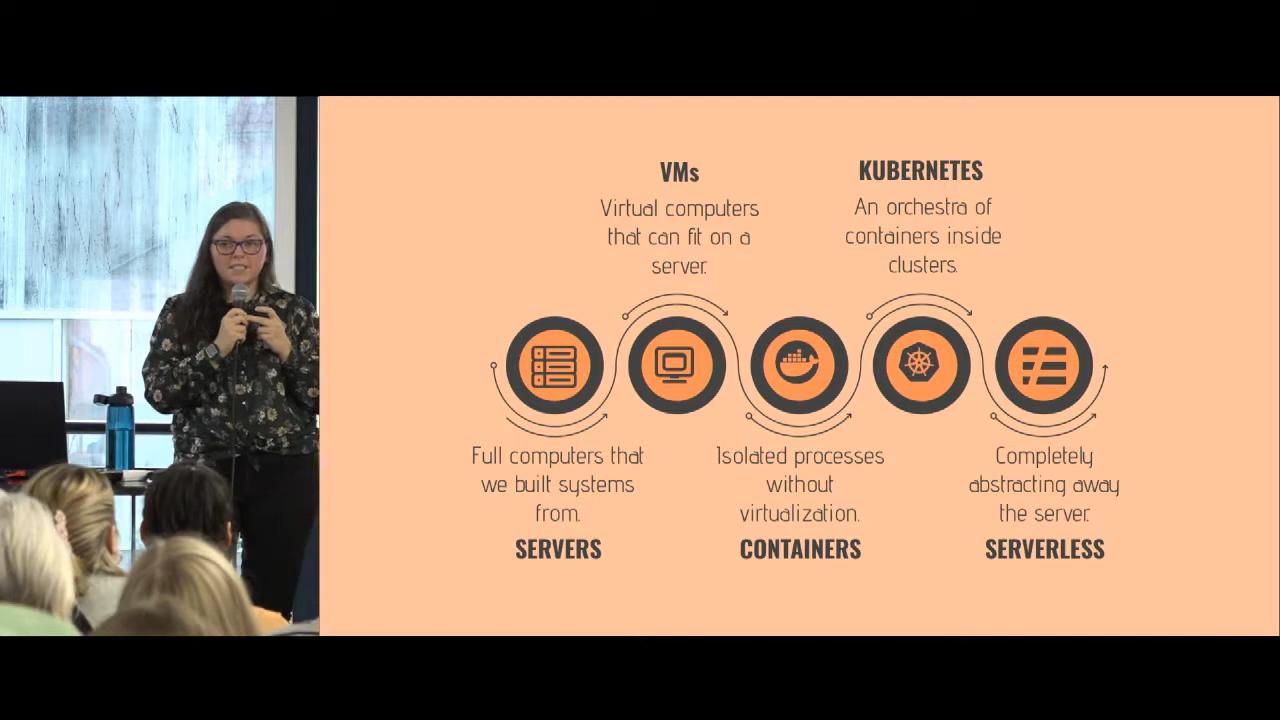 VMs
Virtual computers
that can fit on a
server.
KUBERNETES
An orchestra of
containers inside
clusters.
Full computers that
we built systems
from.
SERVERS
Isolated processes
without
virtualization.
CONTAINERS
Completely
abstracting away
the server.
SERVERLESS